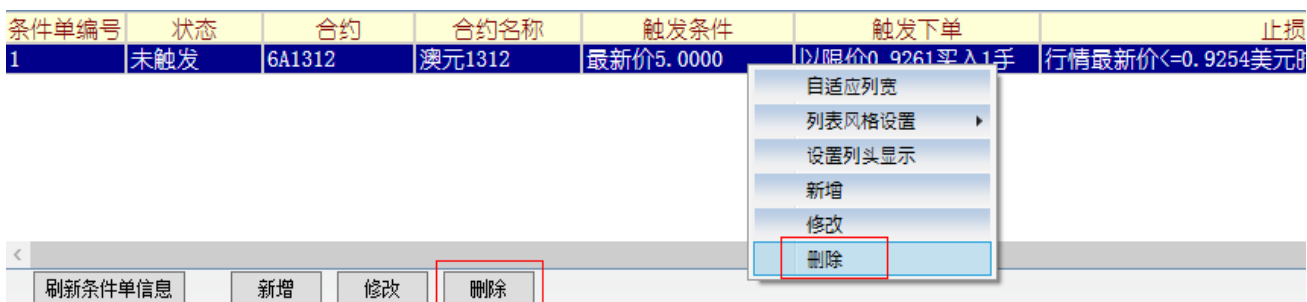 条件单编号 状态 合约 合约名称 触发条件 触发下单 止损
1 未触发 6A1312 澳元1312 最新价5.0000 以限价0.9261买入1手 行情最新价<=0.9254美元时
自适应列宽
列表风格设置
设置列头显示
新增
修改
删除
刷新条件单信息 新增 修改 删除